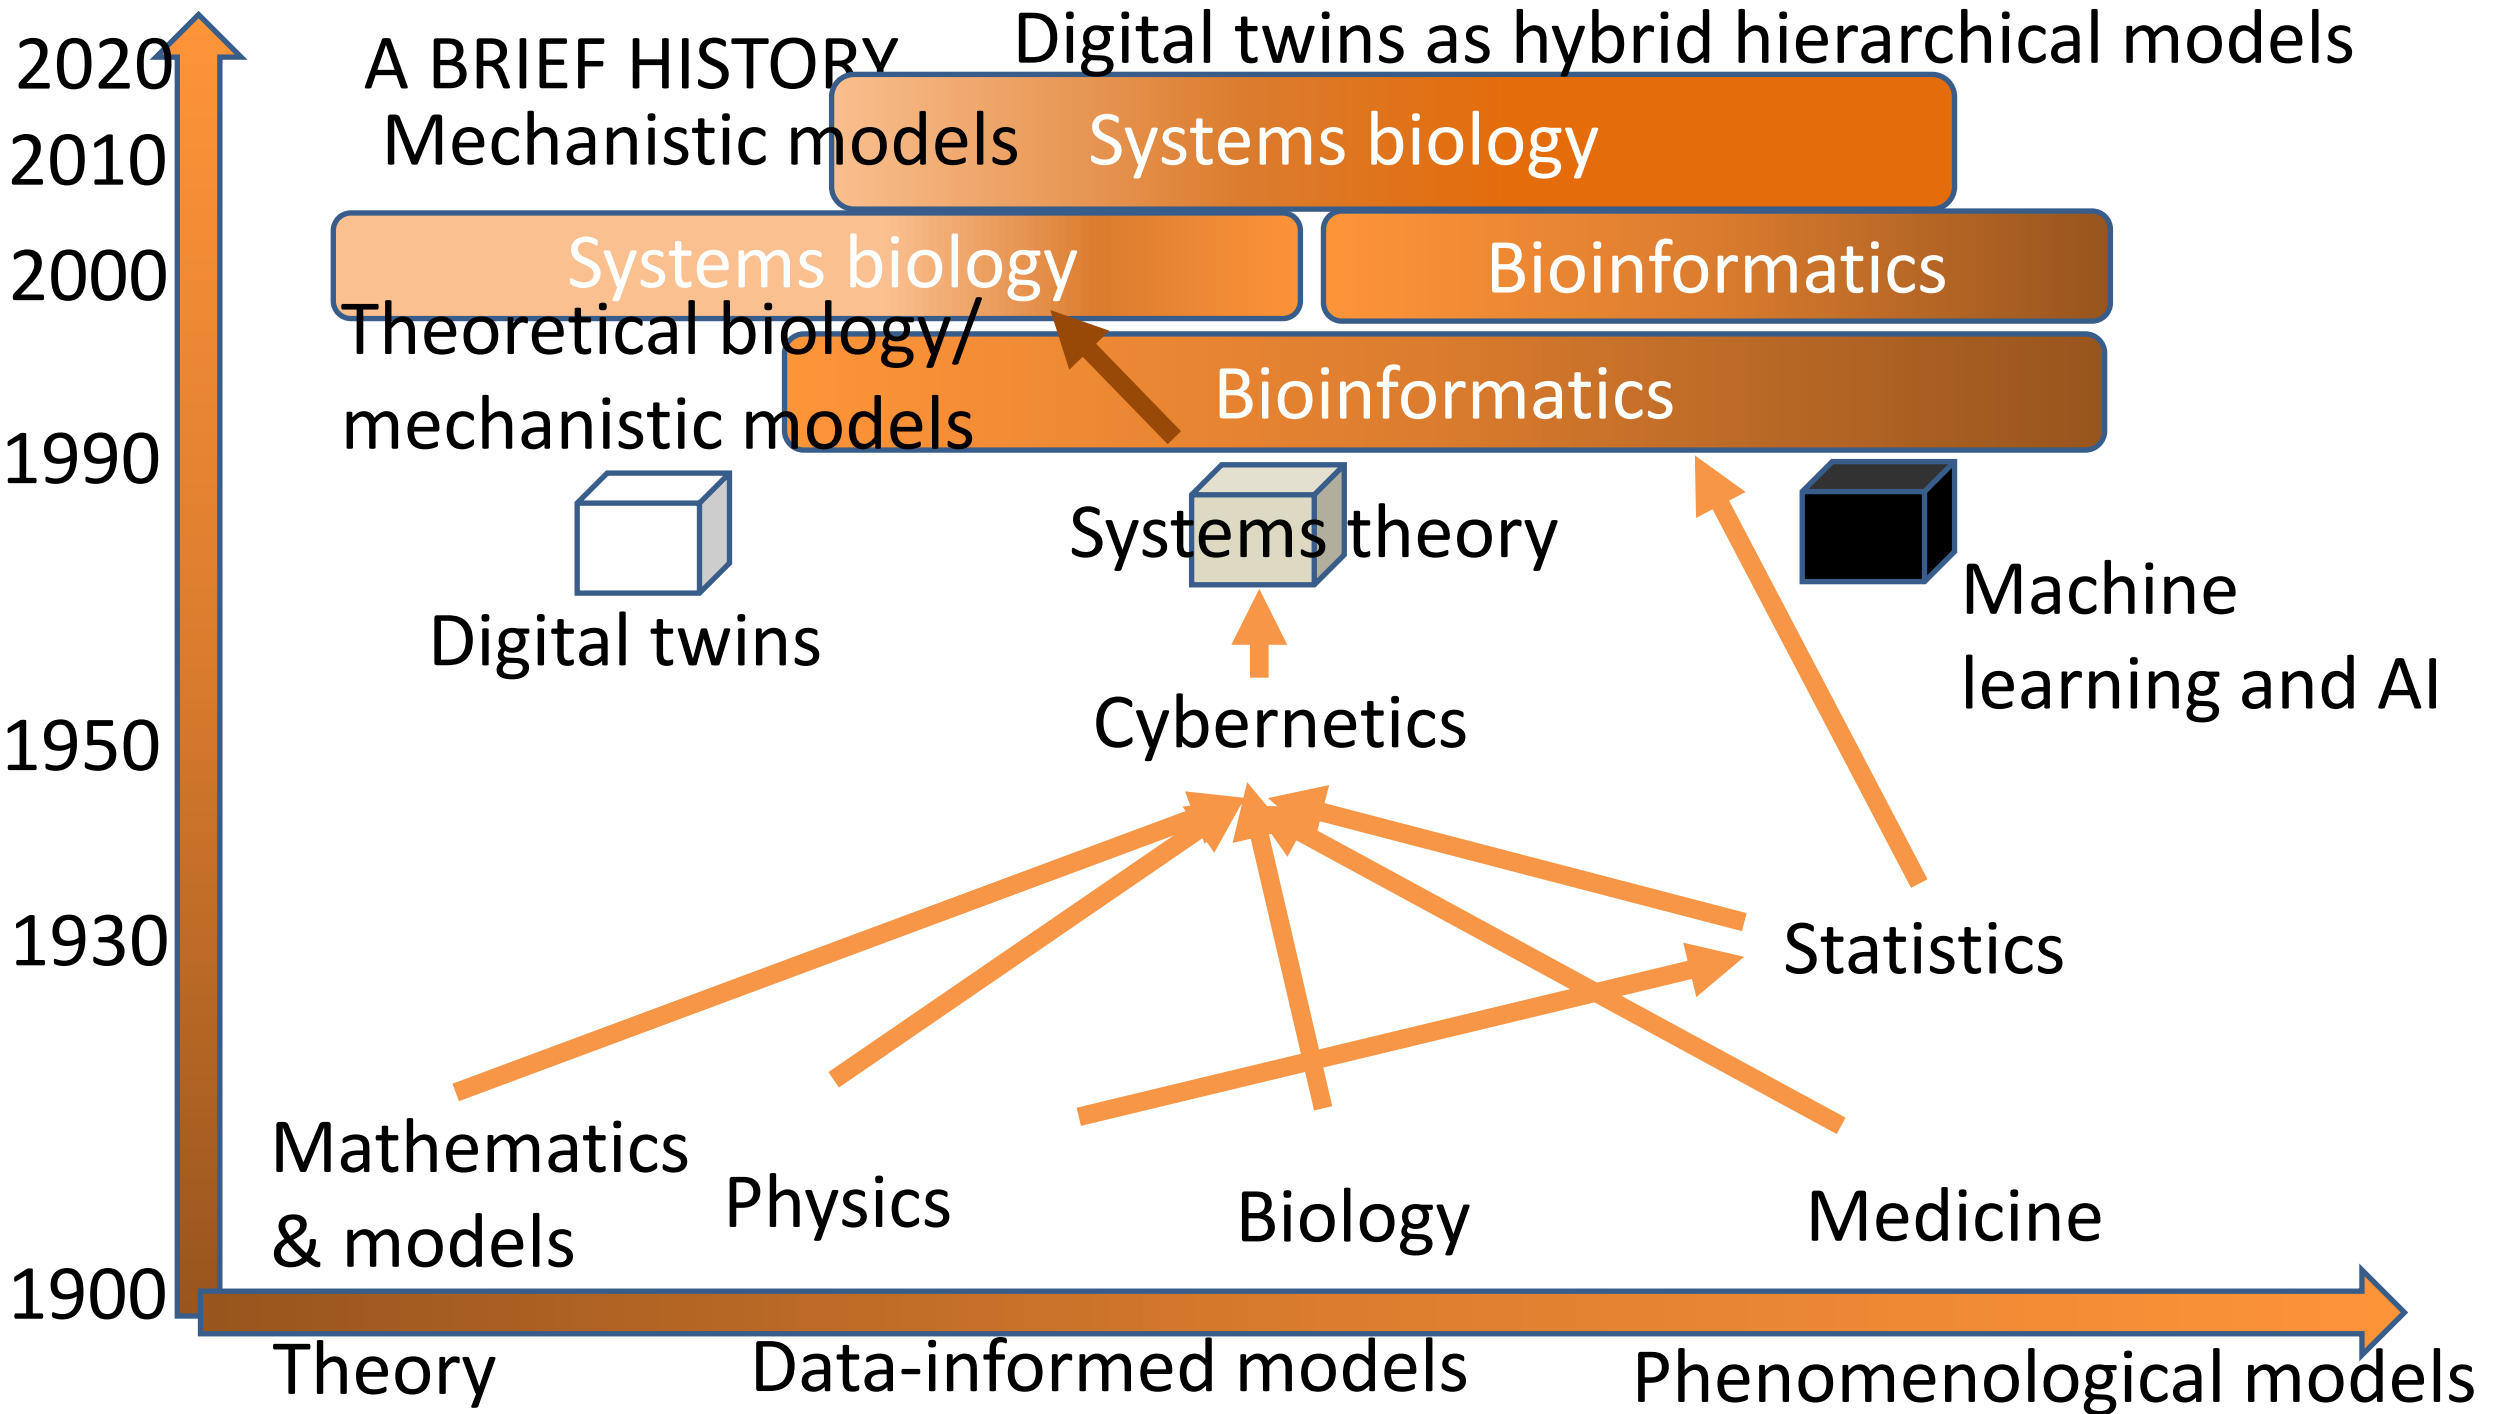 2020
A BRIEF HISTORY
Digital twins as hybrid hierarchical models
2010
Mechanistic models
Systems biology
2000
Systems biology
Bioinformatics
Theoretical biology/
mechanistic models
Bioinformatics
1990
Systems theory
Machine
learning and AI
Digital twins
1950
Cybernetics
1930
Statistics
Mathematics
& models
Physics
Biology
Medicine
1900
Theory
Data-informed models
Phenomenological models